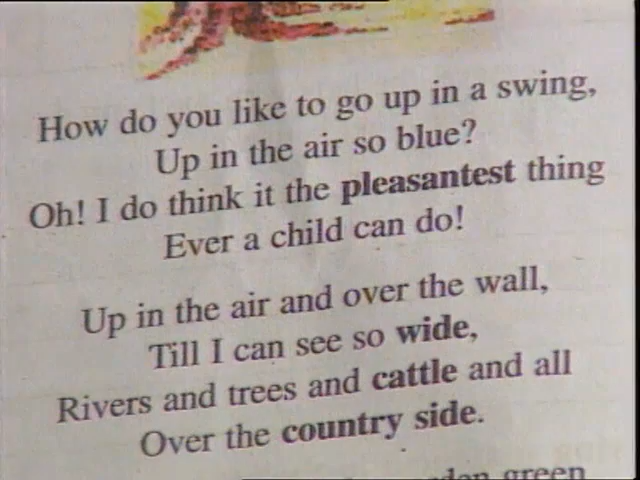 How do you like to go up in a swing,
Up in the air so blue?
Oh! I do think it the pleasantest thing
Ever a child can do!
Up in the air and over the wall,
Till I can see so wide,
Rivers and trees and cattle and all
Over the country side.
green